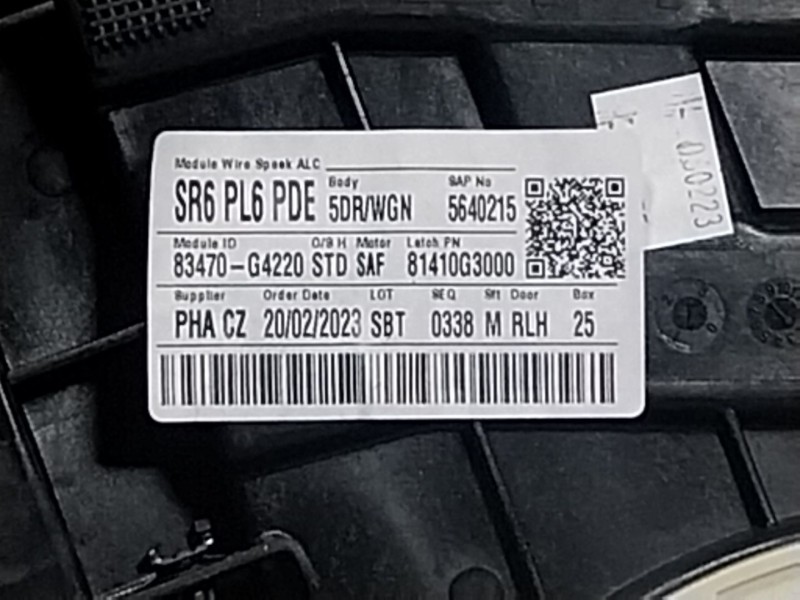 Module Wire Speak ALC
Body SAP No
SR6 PL6 PDE 5DR/WGN 5640215
Module ID O/S H Motor Latch PN
83470-G4220 STD SAF 81410G3000
Supplier Order Date LOT SEQ Sft Door Box
PHA CZ 20/02/2023 SBT 0338 M RLH 25